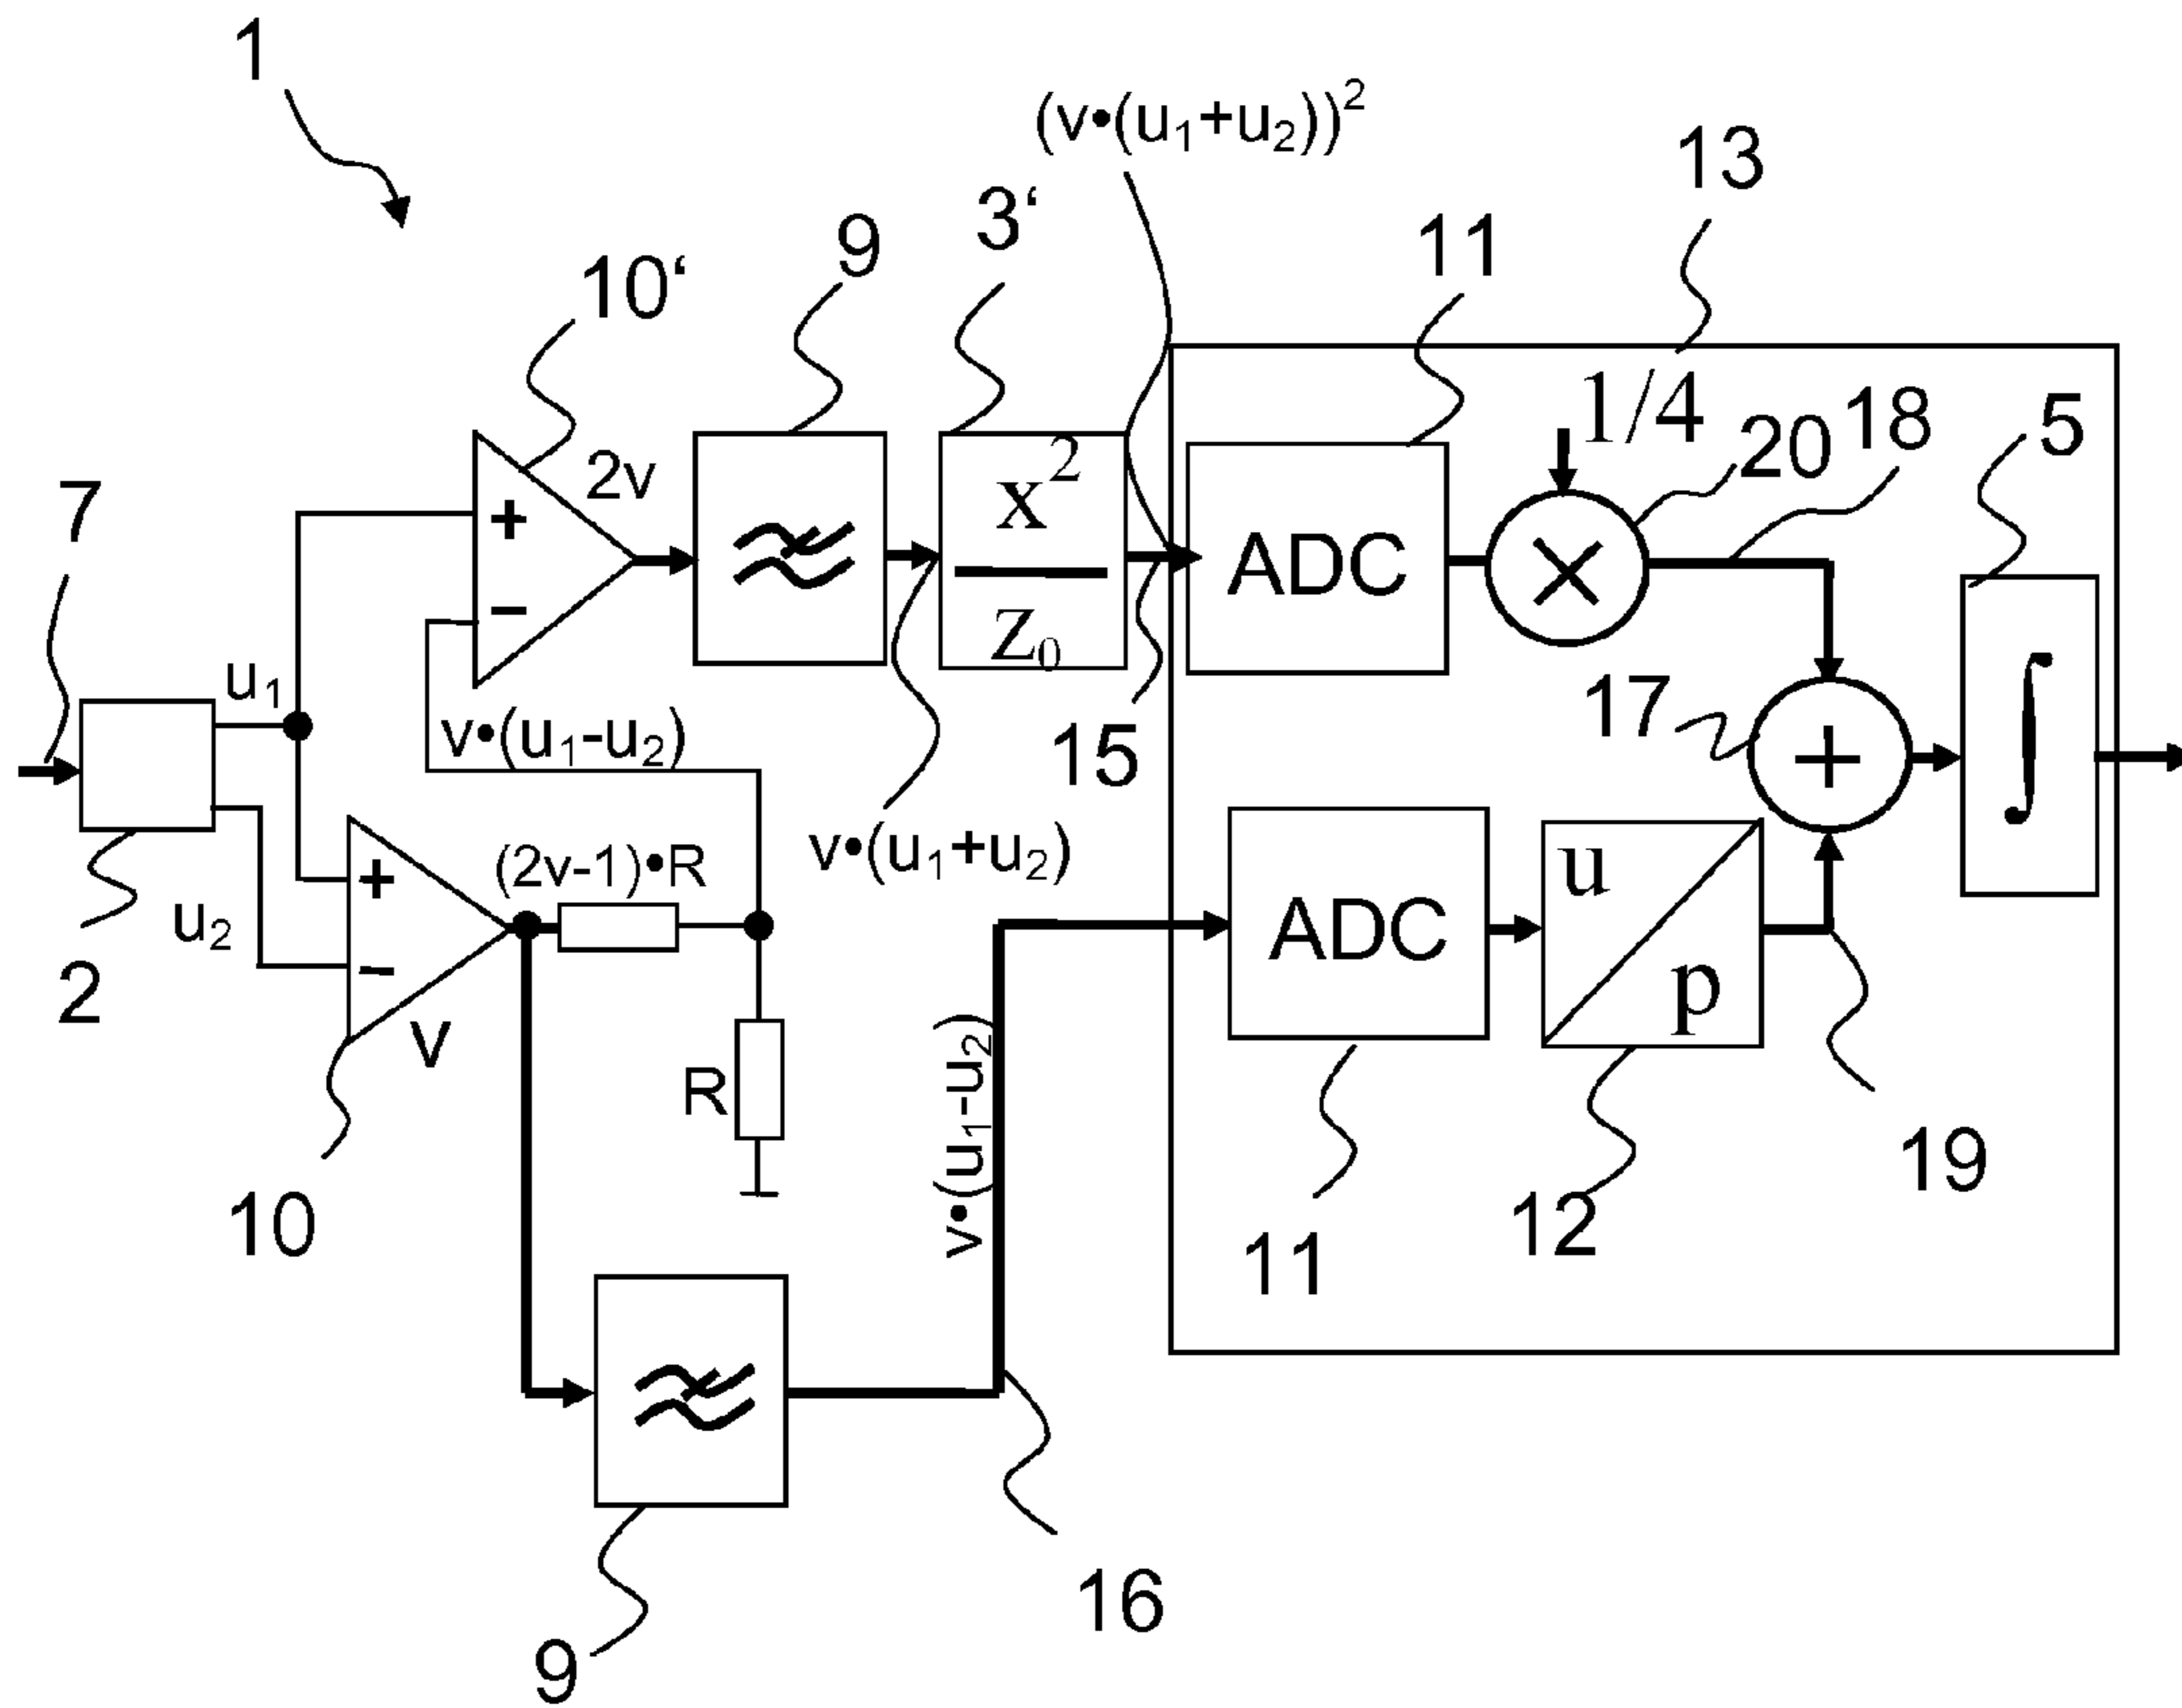 1
(v•(u₁+u₂))²
13
3‘
9
11
10‘
1/4
20
18
5
2v
7
+
x²
ADC
×
−
Z₀
17
u₁
v•(u₁-u₂)
15
+
∫
v•(u₁+u₂)
(2v-1)•R
+
u
u₂
ADC
−
p
2
v
v•(u₁-u₂)
R
19
10
11
12
16
9